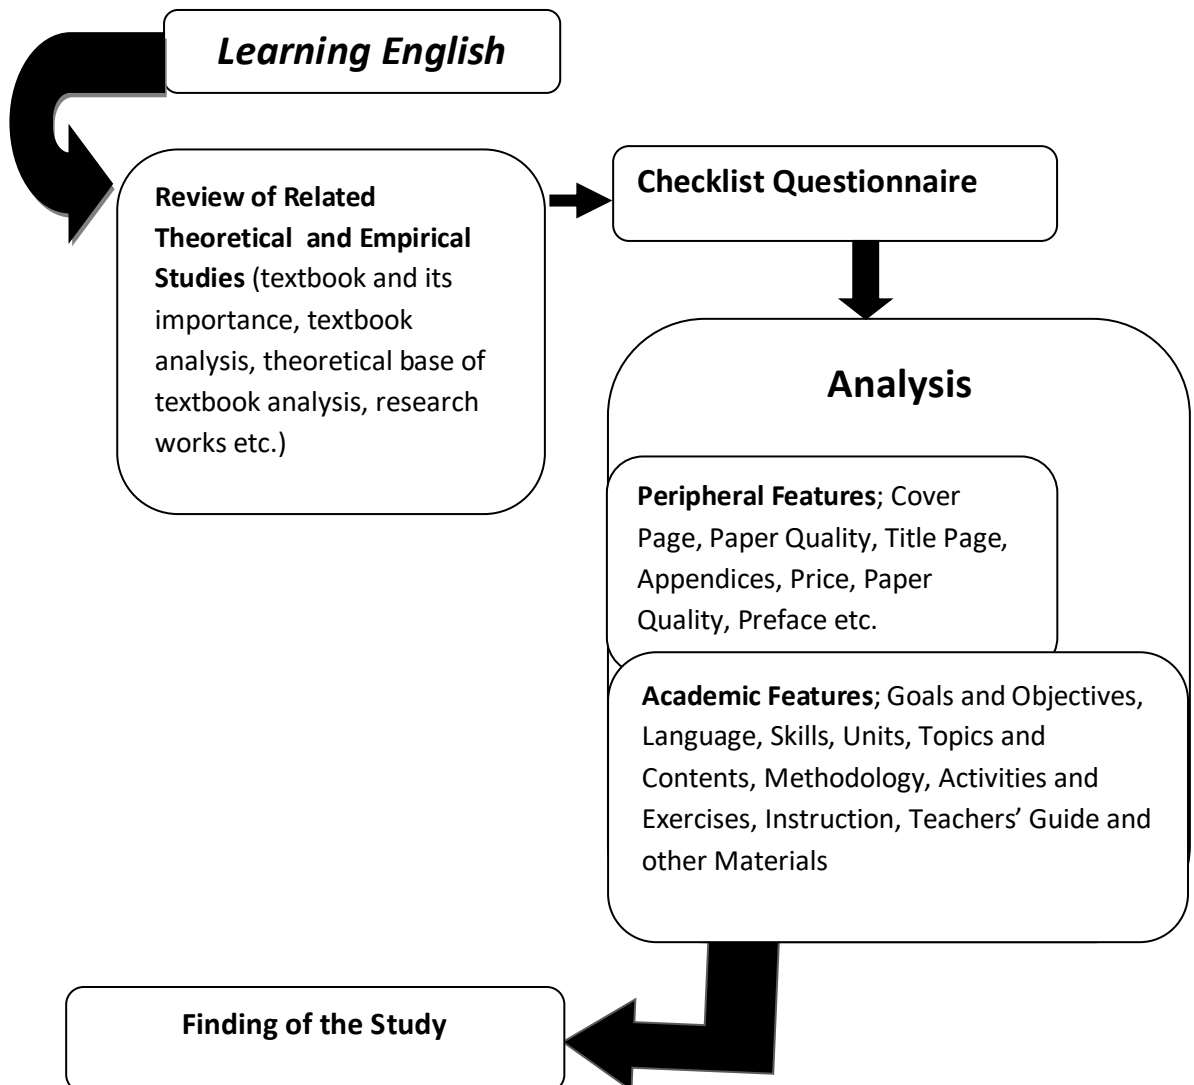 Learning English
Review of Related
Theoretical and Empirical
Studies (textbook and its
importance, textbook
analysis, theoretical base of
textbook analysis, research
works etc.)
Checklist Questionnaire
Analysis
Peripheral Features; Cover
Page, Paper Quality, Title Page,
Appendices, Price, Paper
Quality, Preface etc.
Academic Features; Goals and Objectives,
Language, Skills, Units, Topics and
Contents, Methodology, Activities and
Exercises, Instruction, Teachers’ Guide and
other Materials
Finding of the Study